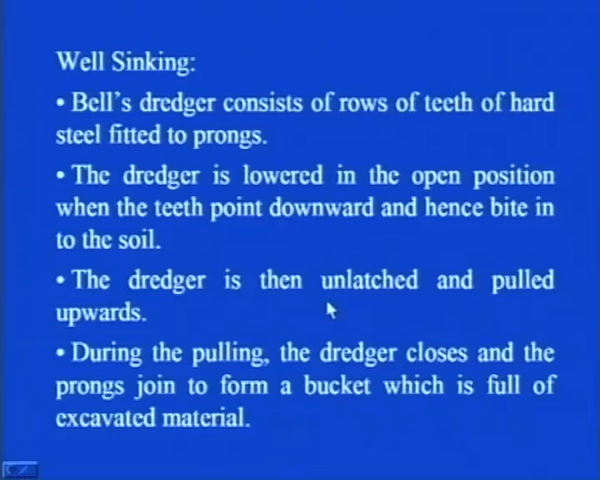 Well Sinking:
• Bell's dredger consists of rows of teeth of hard
steel fitted to prongs.
• The dredger is lowered in the open position
when the teeth point downward and hence bite in
to the soil.
• The dredger is then unlatched and pulled
upwards.
• During the pulling, the dredger closes and the
prongs join to form a bucket which is full of
excavated material.